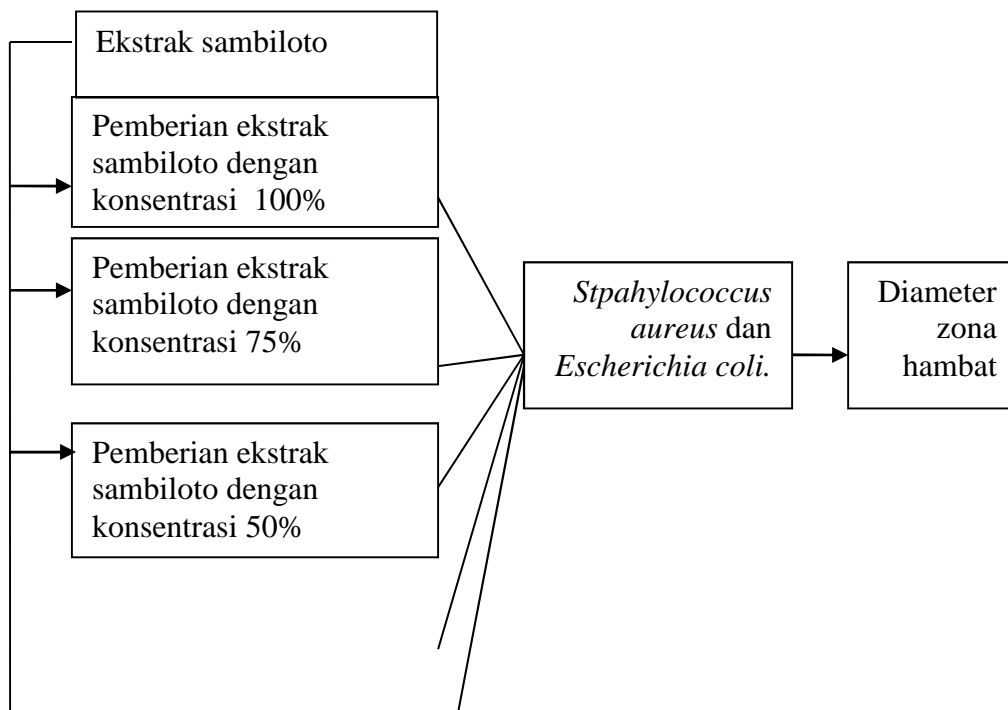 Ekstrak sambiloto
Pemberian ekstrak
sambiloto dengan
konsentrasi 100%
Pemberian ekstrak
sambiloto dengan
konsentrasi 75%
Pemberian ekstrak
sambiloto dengan
konsentrasi 50%
Stpahylococcus
aureus dan
Escherichia coli.
Diameter
zona
hambat